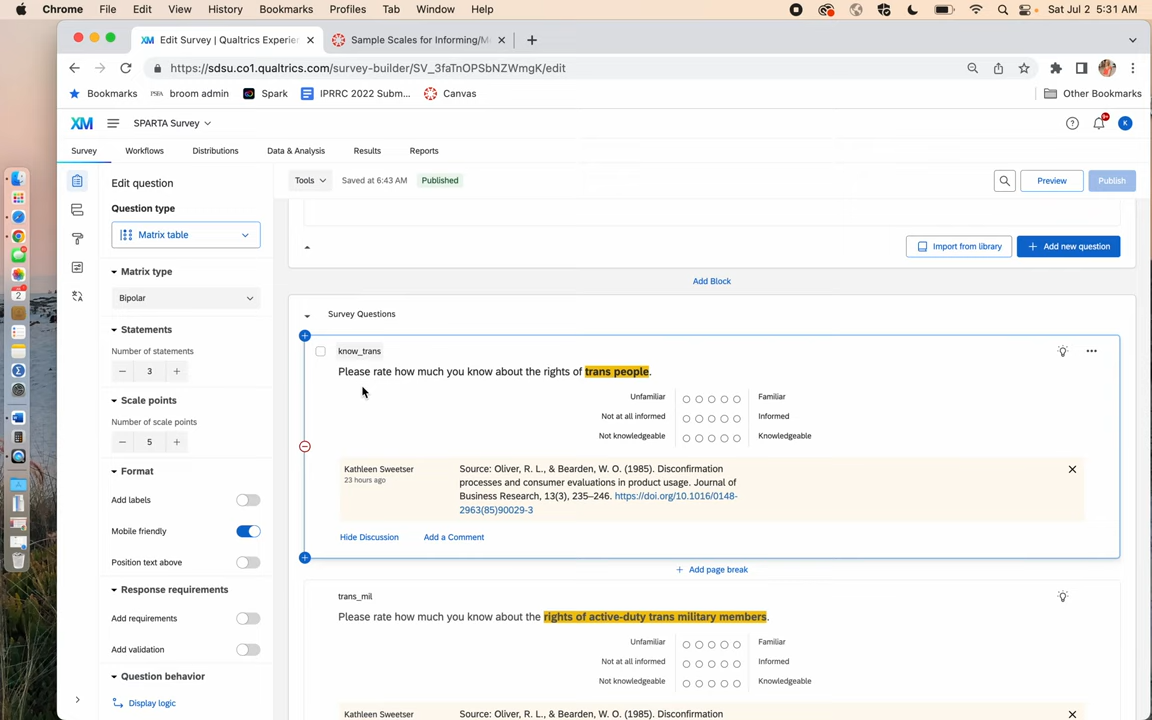 Chrome File Edit View History Bookmarks Profiles Tab Window Help Sat Jul 2 5:31 AM
XM Edit Survey | Qualtrics Experien Sample Scales for Informing/M
https://sdsu.co1.qualtrics.com/survey-builder/SV_3faTnOPSbNZWmgK/edit
Bookmarks broom admin Spark IPRRC 2022 Subm... Canvas Other Bookmarks
XM SPARTA Survey K
Survey Workflows Distributions Data & Analysis Results Reports
Edit question
Tools Saved at 6:43 AM Published Preview Publish
Question type
Matrix table
Import from library Add new question
Matrix type
Bipolar
Add Block
Survey Questions
Statements
Number of statements
3
know_trans
Please rate how much you know about the rights of trans people.
Unfamiliar Familiar
Not at all informed Informed
Not knowledgeable Knowledgeable
Scale points
Number of scale points
5
Format
Add labels
Mobile friendly
Position text above
Kathleen Sweetser
23 hours ago
Source: Oliver, R. L., & Bearden, W. O. (1985). Disconfirmation
processes and consumer evaluations in product usage. Journal of
Business Research, 13(3), 235–246. https://doi.org/10.1016/0148-
2963(85)90029-3
Hide Discussion Add a Comment
Add page break
Response requirements
Add requirements
Add validation
Question behavior
Display logic
trans_mil
Please rate how much you know about the rights of active-duty trans military members.
Unfamiliar Familiar
Not at all informed Informed
Not knowledgeable Knowledgeable
Kathleen Sweetser Source: Oliver, R. L., & Bearden, W. O. (1985). Disconfirmation